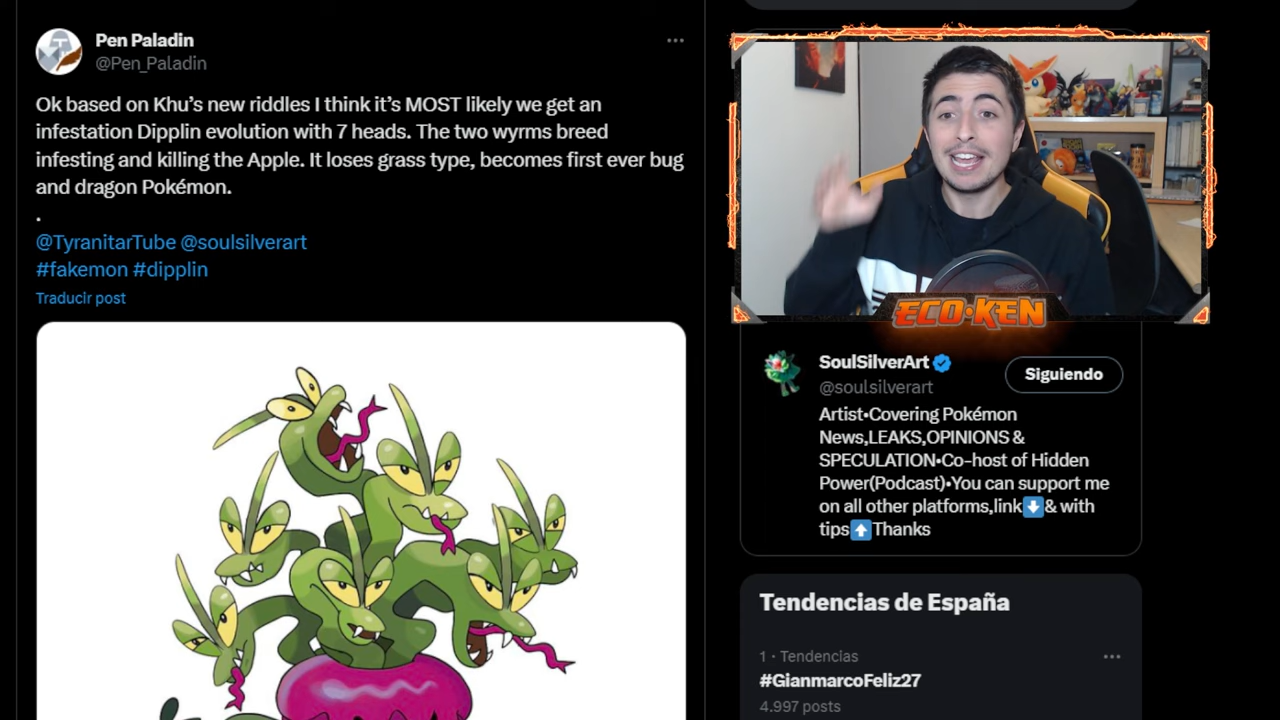 Pen Paladin
@Pen_Paladin
Ok based on Khu's new riddles I think it's MOST likely we get an
infestation Dipplin evolution with 7 heads. The two wyrms breed
infesting and killing the Apple. It loses grass type, becomes first ever bug
and dragon Pokémon.
.
@TyranitarTube @soulsilverart
#fakemon #dipplin
Traducir post
ECO·KEN
SoulSilverArt
@soulsilverart
Siguiendo
Artist•Covering Pokémon
News,LEAKS,OPINIONS &
SPECULATION•Co-host of Hidden
Power(Podcast)•You can support me
on all other platforms,link⬇️& with
tips⬆️Thanks
Tendencias de España
1 · Tendencias
#GianmarcoFeliz27
4.997 posts